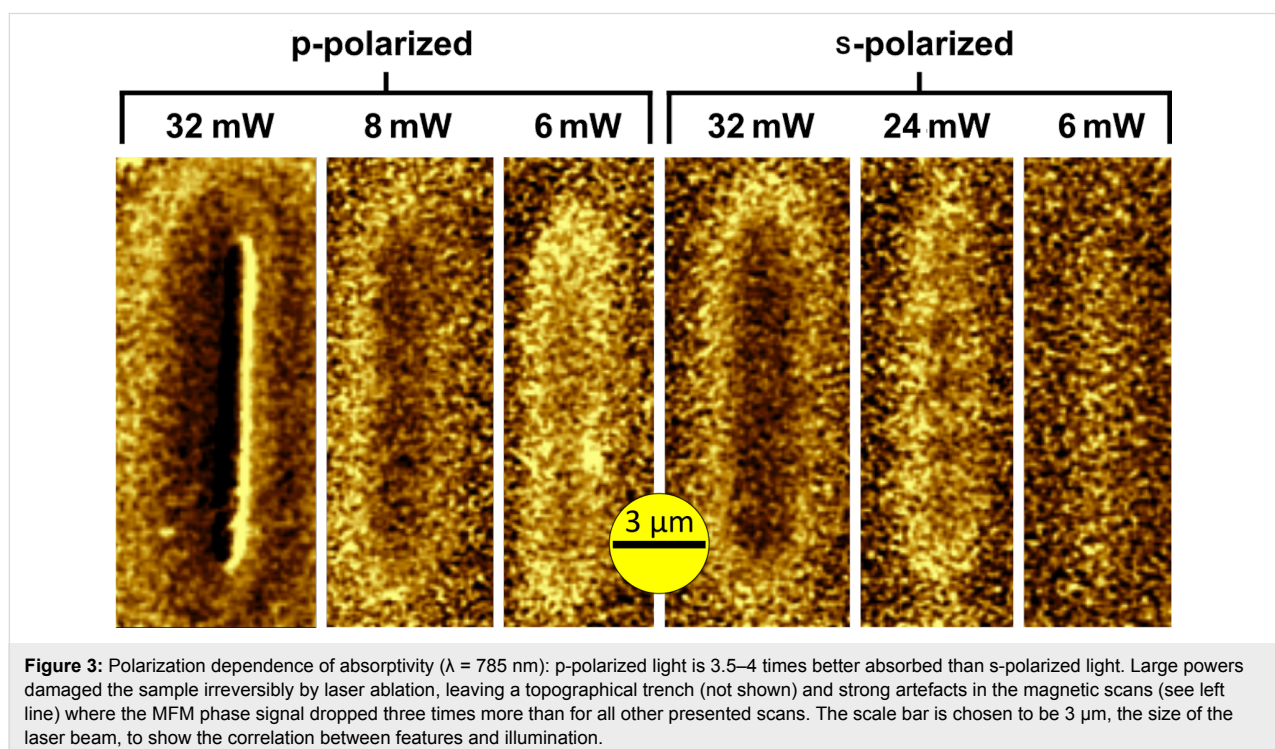 p-polarized s-polarized
32 mW 8 mW 6 mW 32 mW 24 mW 6 mW
3 μm
Figure 3: Polarization dependence of absorptivity (λ = 785 nm): p-polarized light is 3.5–4 times better absorbed than s-polarized light. Large powers
damaged the sample irreversibly by laser ablation, leaving a topographical trench (not shown) and strong artefacts in the magnetic scans (see left
line) where the MFM phase signal dropped three times more than for all other presented scans. The scale bar is chosen to be 3 μm, the size of the
laser beam, to show the correlation between features and illumination.